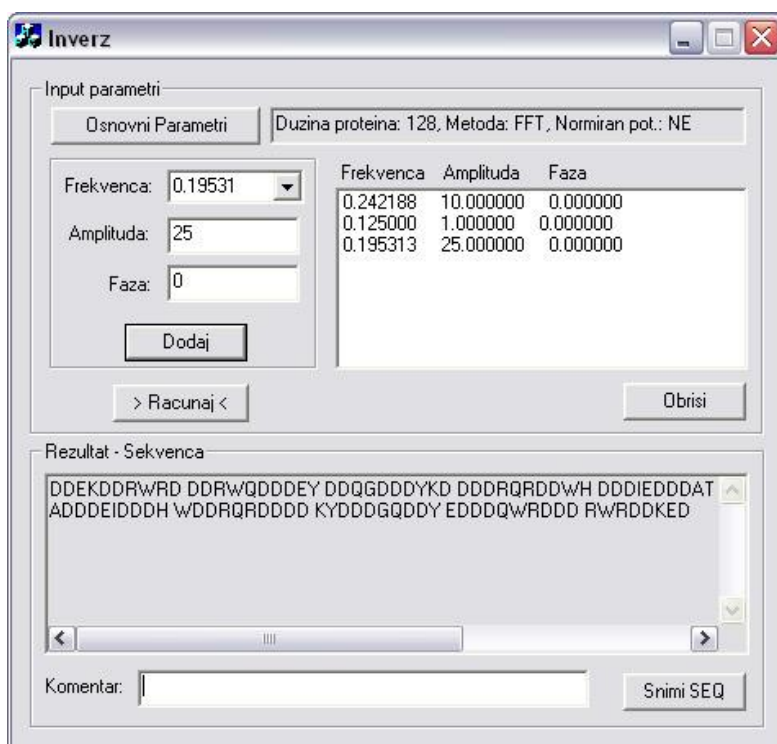 Inverz
Input parametri
Osnovni Parametri
Duzina proteina: 128, Metoda: FFT, Normiran pot.: NE
Frekvenca: 0.19531
Amplituda: 25
Faza: 0
Dodaj
Frekvenca Amplituda Faza
0.242188 10.000000 0.000000
0.125000 1.000000 0.000000
0.195313 25.000000 0.000000
> Racunaj <
Obrisi
Rezultat - Sekvenca
DDEKDDRWRD DDRWQDDDEY DDQGDDDYKD DDDRQRDDWH DDDIEDDDAT
ADDDEIDDDH WDDRQRDDDD KYDDDGQDDY EDDDQWRDDD RWRDDKED
Komentar:
Snimi SEQ